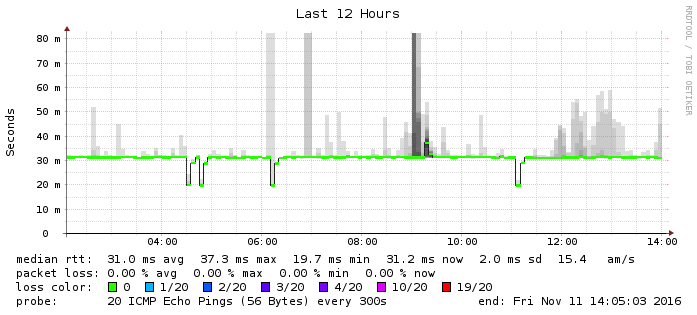 Last 12 Hours
RRDTOOL / TOBI OETIKER
Seconds
80 m
70 m
60 m
50 m
40 m
30 m
20 m
10 m
0
04:00 06:00 08:00 10:00 12:00 14:00
median rtt: 31.0 ms avg 37.3 ms max 19.7 ms min 31.2 ms now 2.0 ms sd 15.4 am/s
packet loss: 0.00 % avg 0.00 % max 0.00 % min 0.00 % now
loss color: 0 1/20 2/20 3/20 4/20 10/20 19/20
probe: 20 ICMP Echo Pings (56 Bytes) every 300s end: Fri Nov 11 14:05:03 2016